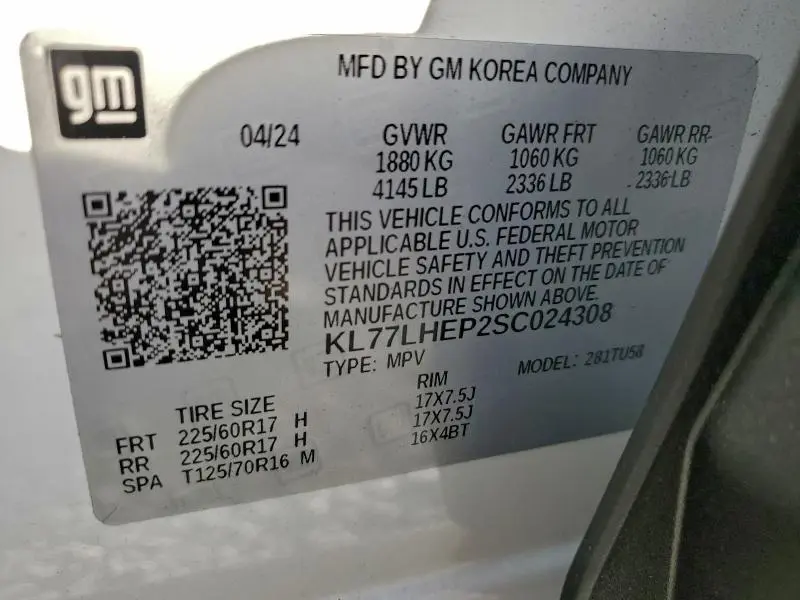 gm
MFD BY GM KOREA COMPANY
04/24 GVWR GAWR FRT GAWR RR
1880 KG 1060 KG 1060 KG
4145 LB 2336 LB 2336 LB
THIS VEHICLE CONFORMS TO ALL
APPLICABLE U.S. FEDERAL MOTOR
VEHICLE SAFETY AND THEFT PREVENTION
STANDARDS IN EFFECT ON THE DATE OF
MANUFACTURE SHOWN ABOVE.
KL77LHEP2SC024308
TYPE: MPV MODEL: 281TU58
TIRE SIZE RIM
FRT 225/60R17 H 17X7.5J
RR 225/60R17 H 17X7.5J
SPA T125/70R16 M 16X4BT